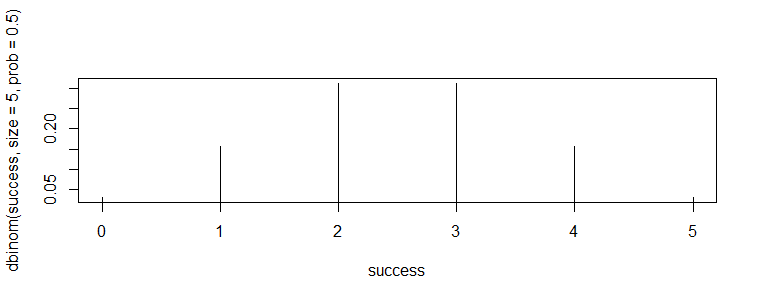 dbinom(success, size = 5, prob = 0.5)
0.20
0.05
0 1 2 3 4 5
success